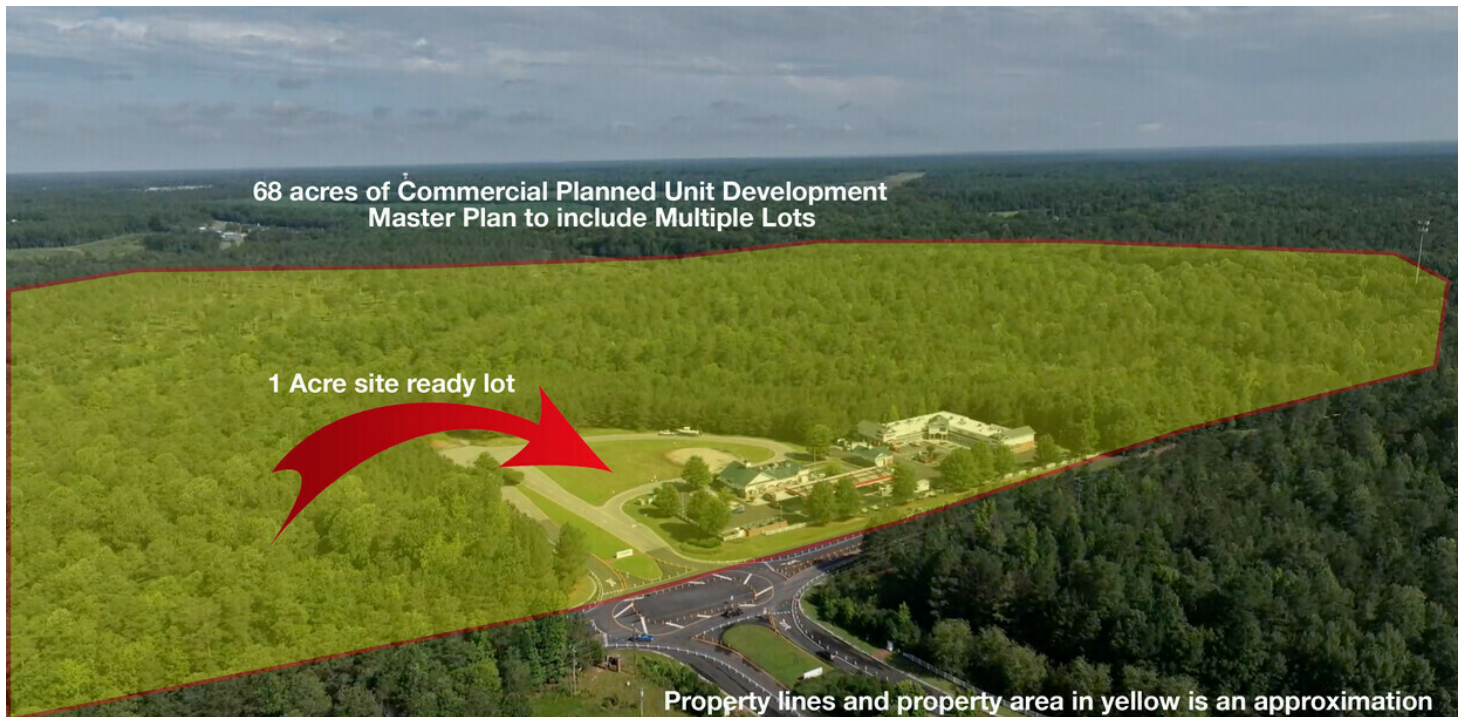 68 acres of Commercial Planned Unit Development
Master Plan to include Multiple Lots
1 Acre site ready lot
Property lines and property area in yellow is an approximation